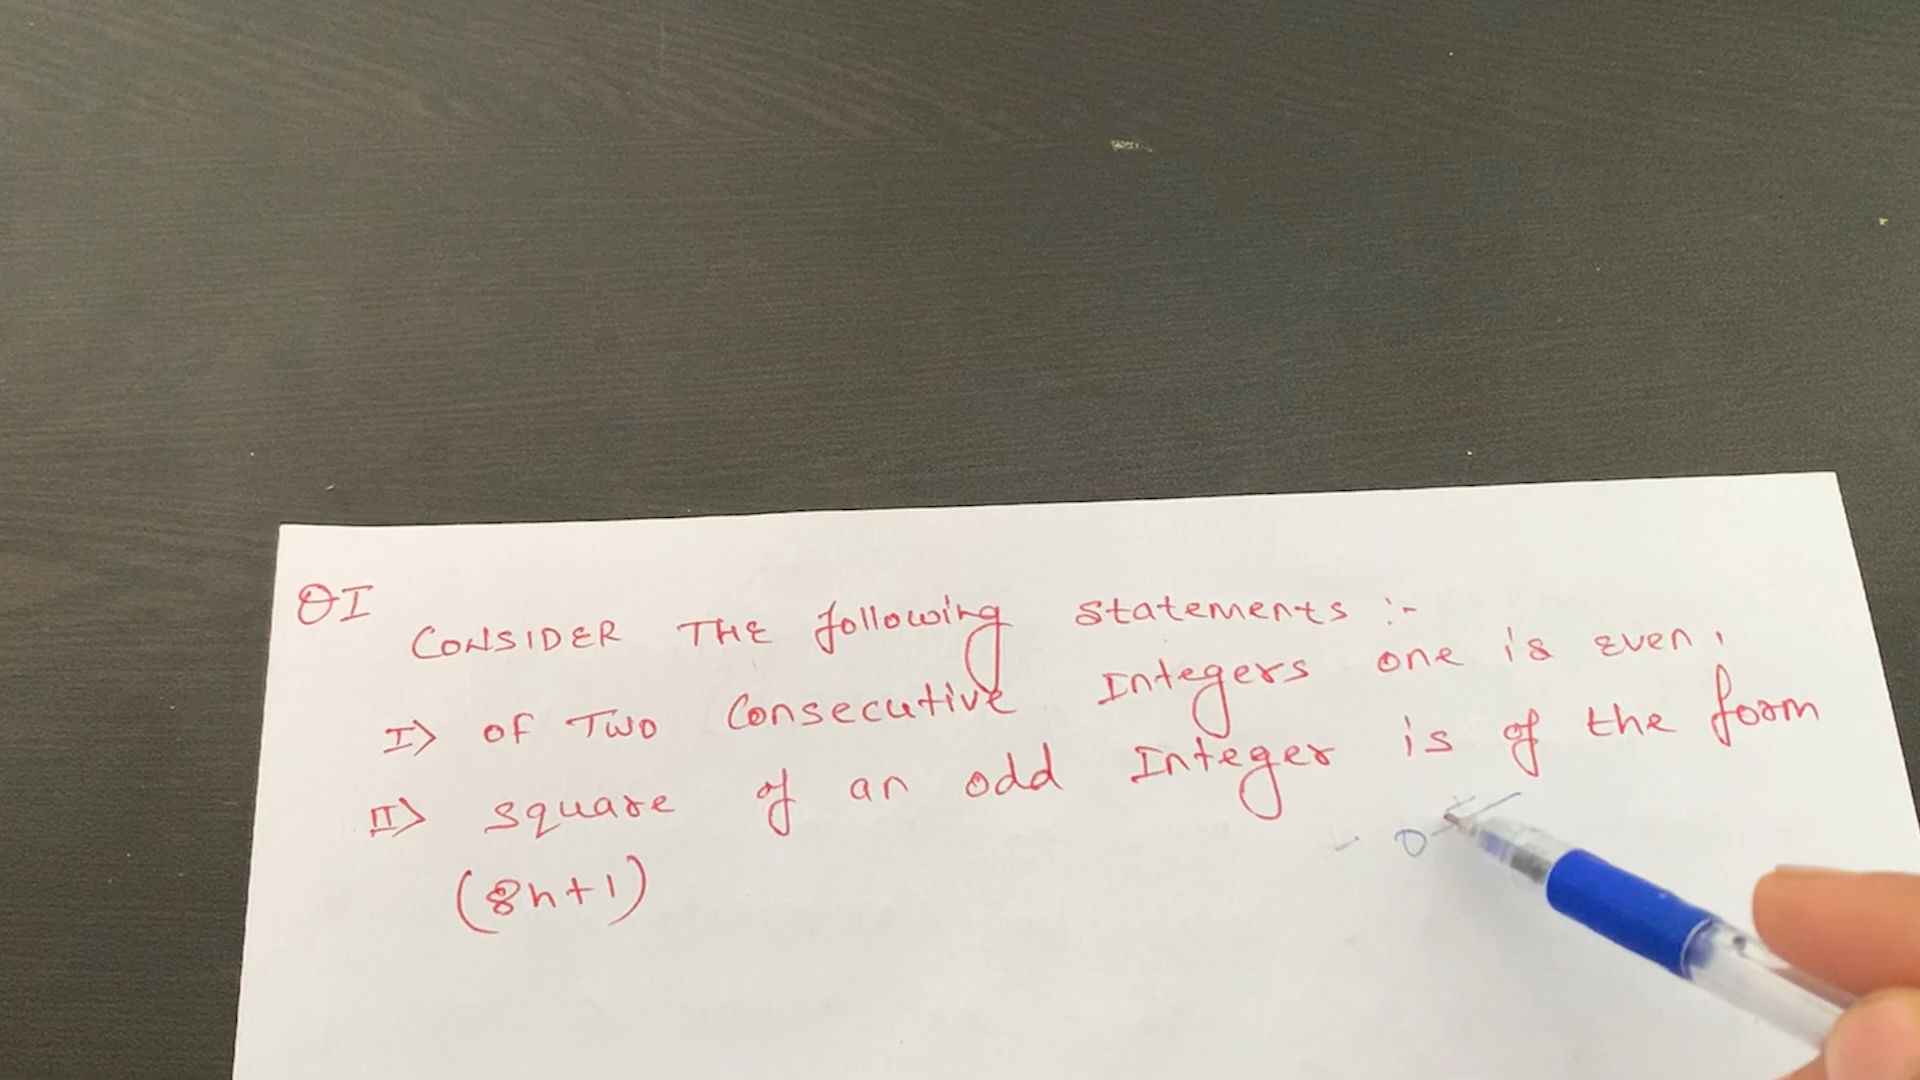 QI
CONSIDER THE following statements :-
I> of Two Consecutive Integers one is even.
II> square of an odd Integer is of the form
(8n+1)